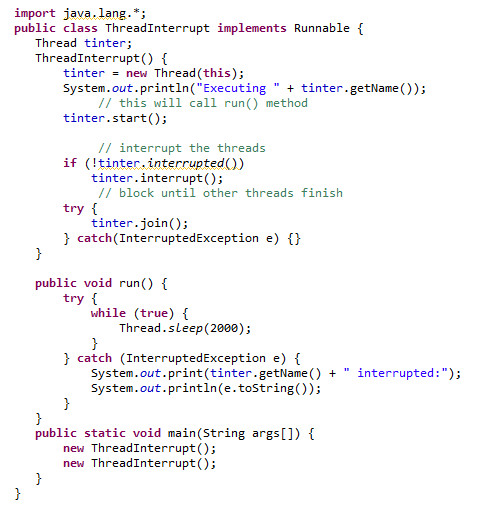 import java.lang.*;
public class ThreadInterrupt implements Runnable {
Thread tinter;
ThreadInterrupt() {
tinter = new Thread(this);
System.out.println("Executing " + tinter.getName());
// this will call run() method
tinter.start();
// interrupt the threads
if (!tinter.interrupted())
tinter.interrupt();
// block until other threads finish
try {
tinter.join();
} catch(InterruptedException e) {}
}
public void run() {
try {
while (true) {
Thread.sleep(2000);
}
} catch (InterruptedException e) {
System.out.print(tinter.getName() + " interrupted:");
System.out.println(e.toString());
}
}
public static void main(String args[]) {
new ThreadInterrupt();
new ThreadInterrupt();
}
}